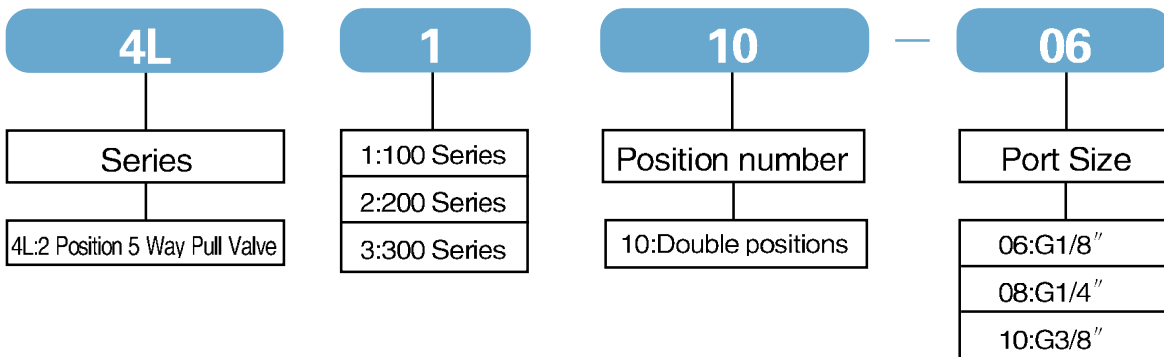 4L 1 10 — 06
Series
4L:2 Position 5 Way Pull Valve
1:100 Series
2:200 Series
3:300 Series
Position number
10:Double positions
Port Size
06:G1/8″
08:G1/4″
10:G3/8″